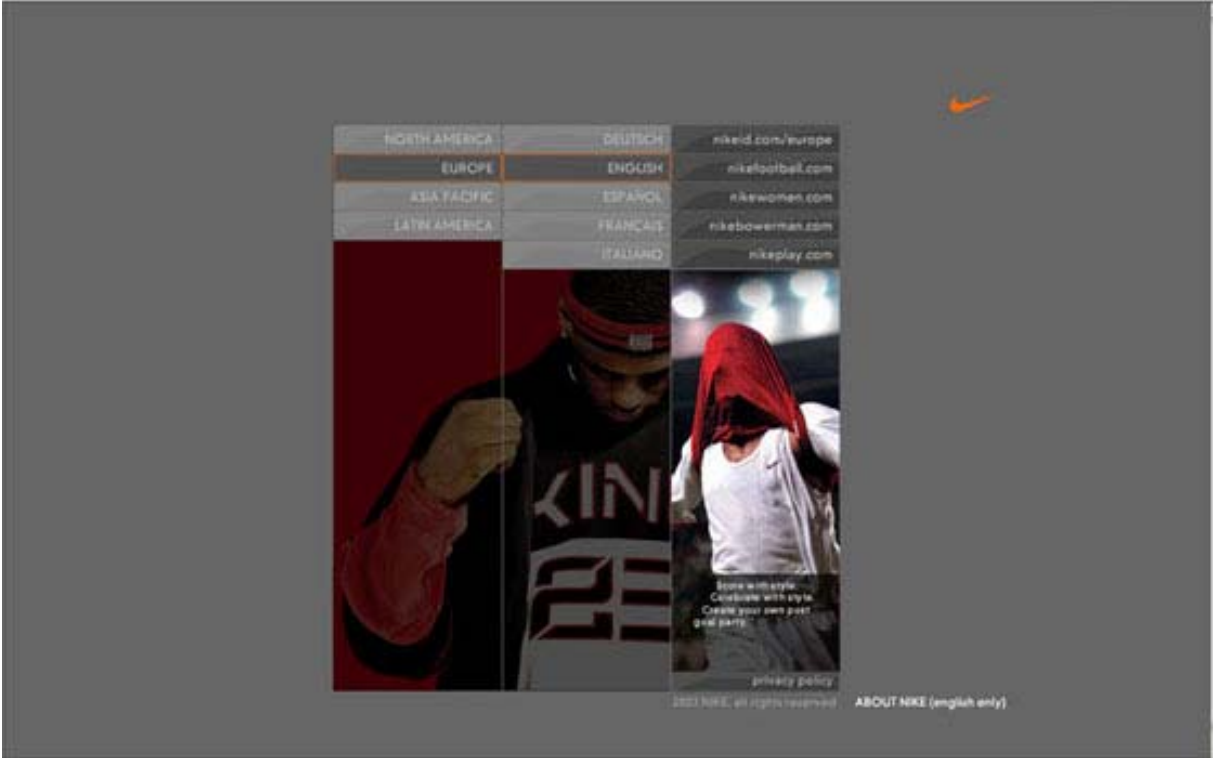 NORTH AMERICA
EUROPE
ASIA PACIFIC
LATIN AMERICA
DEUTSCH
ENGLISH
ESPAÑOL
FRANCAIS
ITALIANO
nikeid.com/europe
nikefootball.com
nikewomen.com
nikebowerman.com
nikeplay.com
KIN
23
Score with style.
Celebrate with style.
Create your own post
goal party.
privacy policy
NIKE, all rights reserved
ABOUT NIKE (english only)